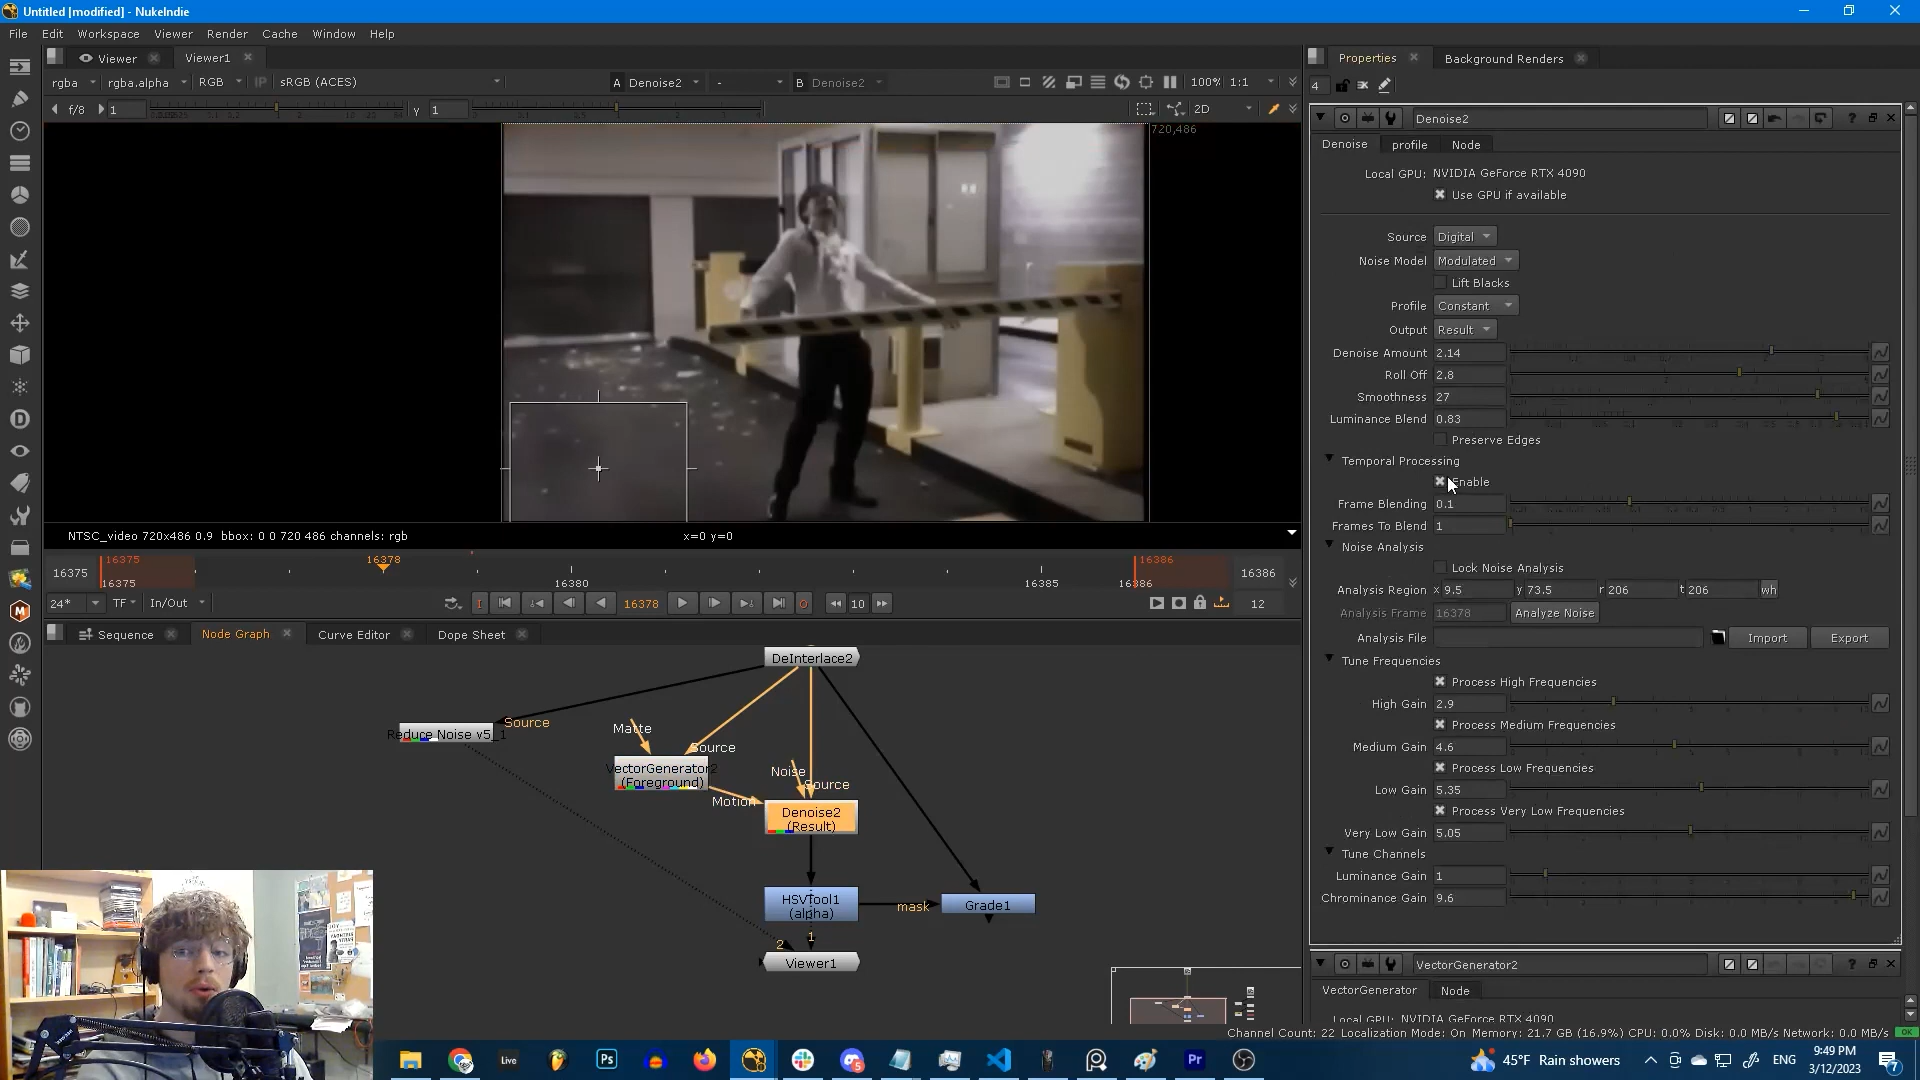 Untitled [modified] - NukeIndie
File Edit Workspace Viewer Render Cache Window Help
Viewer Viewer1
rgba rgba.alpha RGB IP sRGB (ACES) A Denoise2 - B Denoise2 100% 1:1
f/8 1 y 1 2D
720,486
NTSC_video 720x486 0.9 bbox: 0 0 720 486 channels: rgb x=0 y=0
16375 16375 16378 16386 16386
16375 16380 16385 16386
24* TF In/Out 16378 10 12
Sequence Node Graph Curve Editor Dope Sheet
DeInterlace2
Source
Reduce Noise v5_1
Matte
Source
VectorGenerator2
(Foreground)
Noise
Source
Motion
Denoise2
(Result)
HSVTool1
(alpha)
mask
Grade1
2 1
Viewer1
Properties Background Renders
4
Denoise2
Denoise profile Node
Local GPU: NVIDIA GeForce RTX 4090
Use GPU if available
Source Digital
Noise Model Modulated
Lift Blacks
Profile Constant
Output Result
Denoise Amount 2.14
Roll Off 2.8
Smoothness 27
Luminance Blend 0.83
Preserve Edges
Temporal Processing
Enable
Frame Blending 0.1
Frames To Blend 1
Noise Analysis
Lock Noise Analysis
Analysis Region x 9.5 y 73.5 r 206 t 206 wh
Analysis Frame 16378 Analyze Noise
Analysis File Import Export
Tune Frequencies
Process High Frequencies
High Gain 2.9
Process Medium Frequencies
Medium Gain 4.6
Process Low Frequencies
Low Gain 5.35
Process Very Low Frequencies
Very Low Gain 5.05
Tune Channels
Luminance Gain 1
Chrominance Gain 9.6
VectorGenerator2
VectorGenerator Node
Local GPU: NVIDIA GeForce RTX 4090
Channel Count: 22 Localization Mode: On Memory: 21.7 GB (16.9%) CPU: 0.0% Disk: 0.0 MB/s Network: 0.0 MB/s OK
Live Ps Pr 45°F Rain showers ENG 9:49 PM
3/12/2023 7